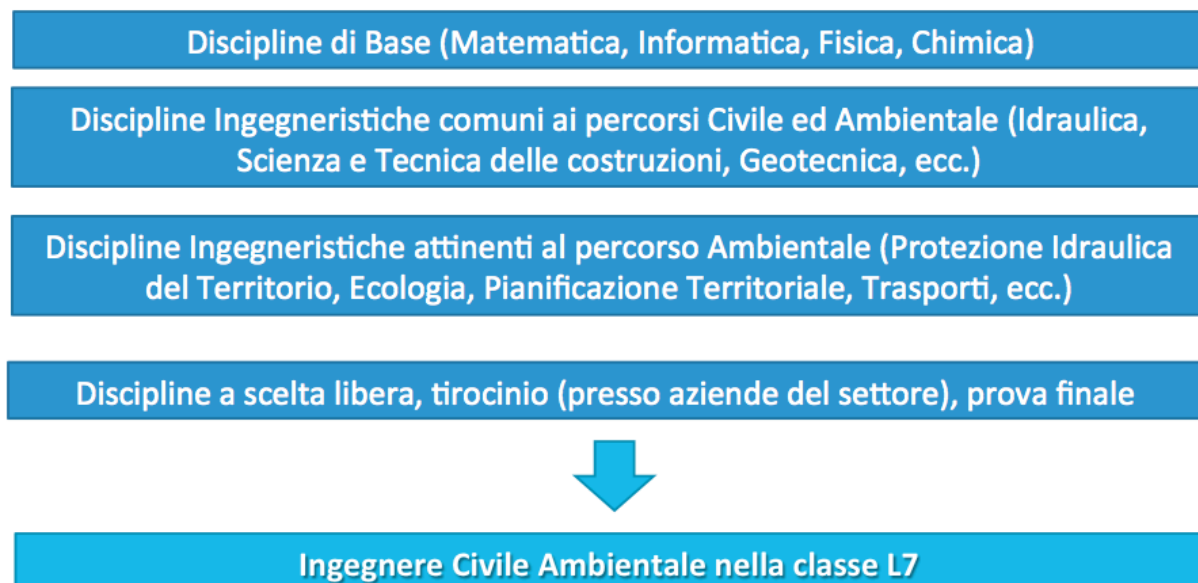 Discipline di Base (Matematica, Informatica, Fisica, Chimica)
Discipline Ingegneristiche comuni ai percorsi Civile ed Ambientale (Idraulica,
Scienza e Tecnica delle costruzioni, Geotecnica, ecc.)
Discipline Ingegneristiche attinenti al percorso Ambientale (Protezione Idraulica
del Territorio, Ecologia, Pianificazione Territoriale, Trasporti, ecc.)
Discipline a scelta libera, tirocinio (presso aziende del settore), prova finale
Ingegnere Civile Ambientale nella classe L7